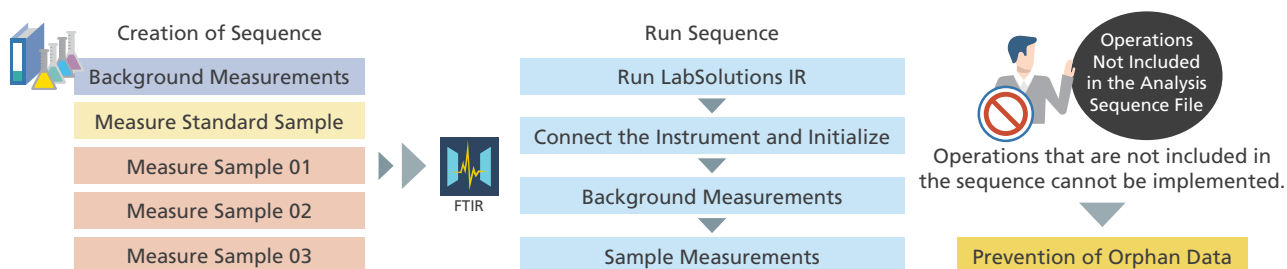 Creation of Sequence
Background Measurements
Measure Standard Sample
Measure Sample 01
Measure Sample 02
Measure Sample 03
FTIR
Run Sequence
Run LabSolutions IR
Connect the Instrument and Initialize
Background Measurements
Sample Measurements
Operations
Not Included
in the Analysis
Sequence File
Operations that are not included in
the sequence cannot be implemented.
Prevention of Orphan Data